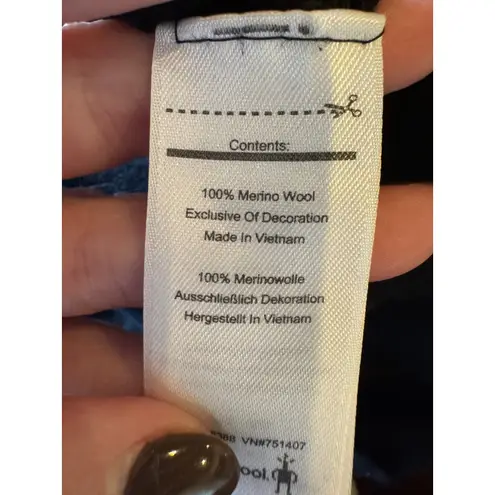 Contents:
100% Merino Wool
Exclusive Of Decoration
Made In Vietnam
100% Merinowolle
Ausschließlich Dekoration
Hergestellt In Vietnam
VN#751407